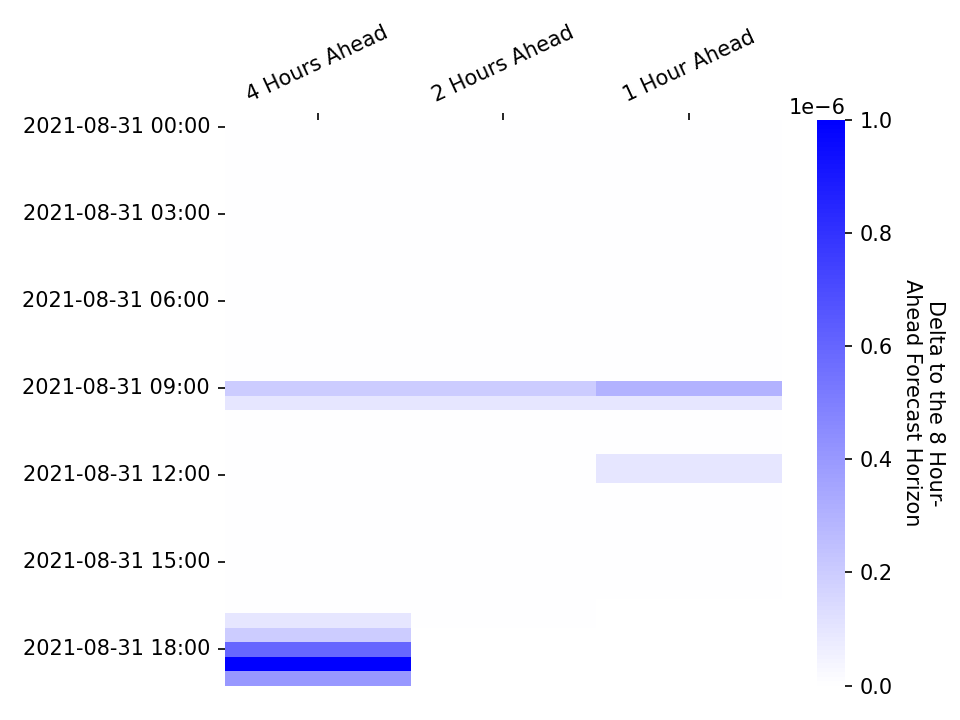 4 Hours Ahead
2 Hours Ahead
1 Hour Ahead
2021-08-31 00:00
2021-08-31 03:00
2021-08-31 06:00
2021-08-31 09:00
2021-08-31 12:00
2021-08-31 15:00
2021-08-31 18:00
1e−6
1.0
0.8
0.6
0.4
0.2
0.0
Delta to the 8 Hour-
Ahead Forecast Horizon